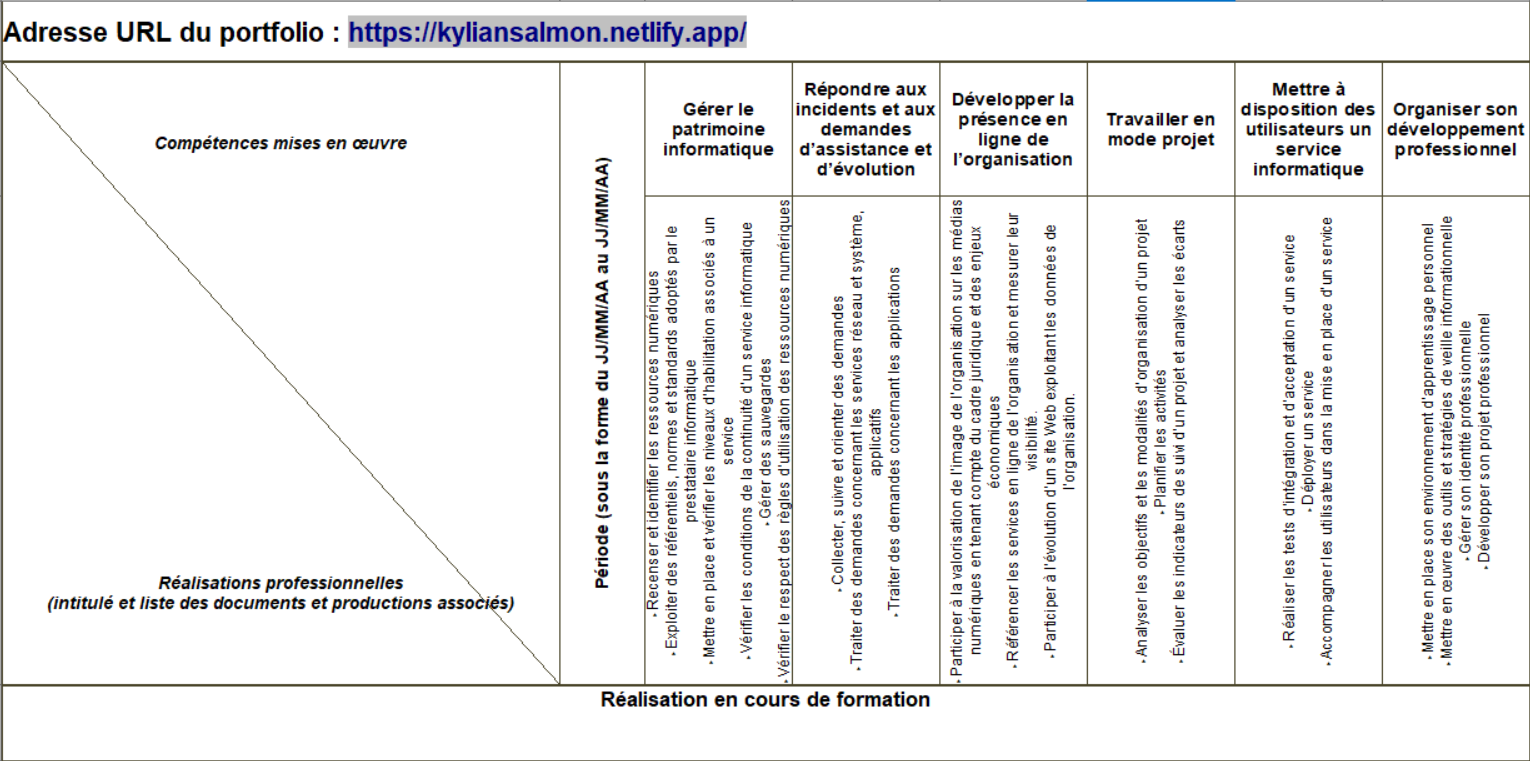 Adresse URL du portfolio : https://kyliansalmon.netlify.app/
Compétences mises en œuvre
Réalisations professionnelles
(intitulé et liste des documents et productions associés)
Période (sous la forme du JJ/MM/AA au JJ/MM/AA)
Gérer le
patrimoine
informatique
Répondre aux
incidents et aux
demandes
d'assistance et
d'évolution
Développer la
présence en
ligne de
l'organisation
Travailler en
mode projet
Mettre à
disposition des
utilisateurs un
service
informatique
Organiser son
développement
professionnel
‣ Recenser et identifier les ressources numériques
‣ Exploiter des référentiels, normes et standards adoptés par le
prestataire informatique
‣ Mettre en place et vérifier les niveaux d'habilitation associés à un
service
‣ Vérifier les conditions de la continuité d'un service informatique
‣ Gérer des sauvegardes
‣ Vérifier le respect des règles d'utilisation des ressources numériques
‣ Collecter, suivre et orienter des demandes
‣ Traiter des demandes concernant les services réseau et système,
applicatifs
‣ Traiter des demandes concernant les applications
‣ Participer à la valorisation de l'image de l'organisation sur les médias
numériques en tenant compte du cadre juridique et des enjeux
économiques
‣ Référencer les services en ligne de l'organisation et mesurer leur
visibilité.
‣ Participer à l'évolution d'un site Web exploitant les données de
l'organisation.
‣ Analyser les objectifs et les modalités d'organisation d'un projet
‣ Planifier les activités
‣ Évaluer les indicateurs de suivi d'un projet et analyser les écarts
‣ Réaliser les tests d'intégration et d'acceptation d'un service
‣ Déployer un service
‣ Accompagner les utilisateurs dans la mise en place d'un service
‣ Mettre en place son environnement d'apprentissage personnel
‣ Mettre en œuvre des outils et stratégies de veille informationnelle
‣ Gérer son identité professionnelle
‣ Développer son projet professionnel
Réalisation en cours de formation